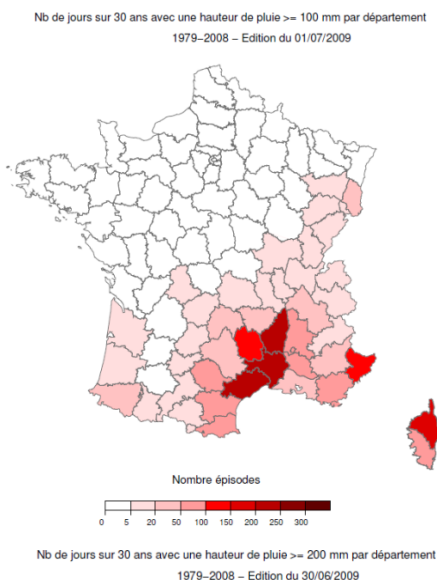 Nb de jours sur 30 ans avec une hauteur de pluie >= 100 mm par département
1979−2008 − Edition du 01/07/2009
Nombre épisodes
0 5 20 50 100 150 200 300
Nb de jours sur 30 ans avec une hauteur de pluie >= 200 mm par département
1979−2008 − Edition du 30/06/2009